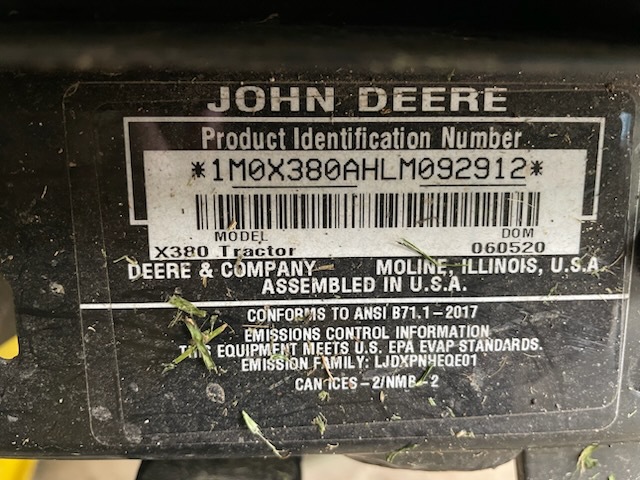 JOHN DEERE
Product Identification Number
*1M0X380AHLM092912*
MODEL DOM
X380 Tractor 060520
DEERE & COMPANY MOLINE, ILLINOIS, U.S.A
ASSEMBLED IN U.S.A.
CONFORMS TO ANSI B71.1-2017
EMISSIONS CONTROL INFORMATION
EQUIPMENT MEETS U.S. EPA EVAP STANDARDS.
EMISSION FAMILY: LJDXPNHEQE01
CAN ICES-2/NMB-2